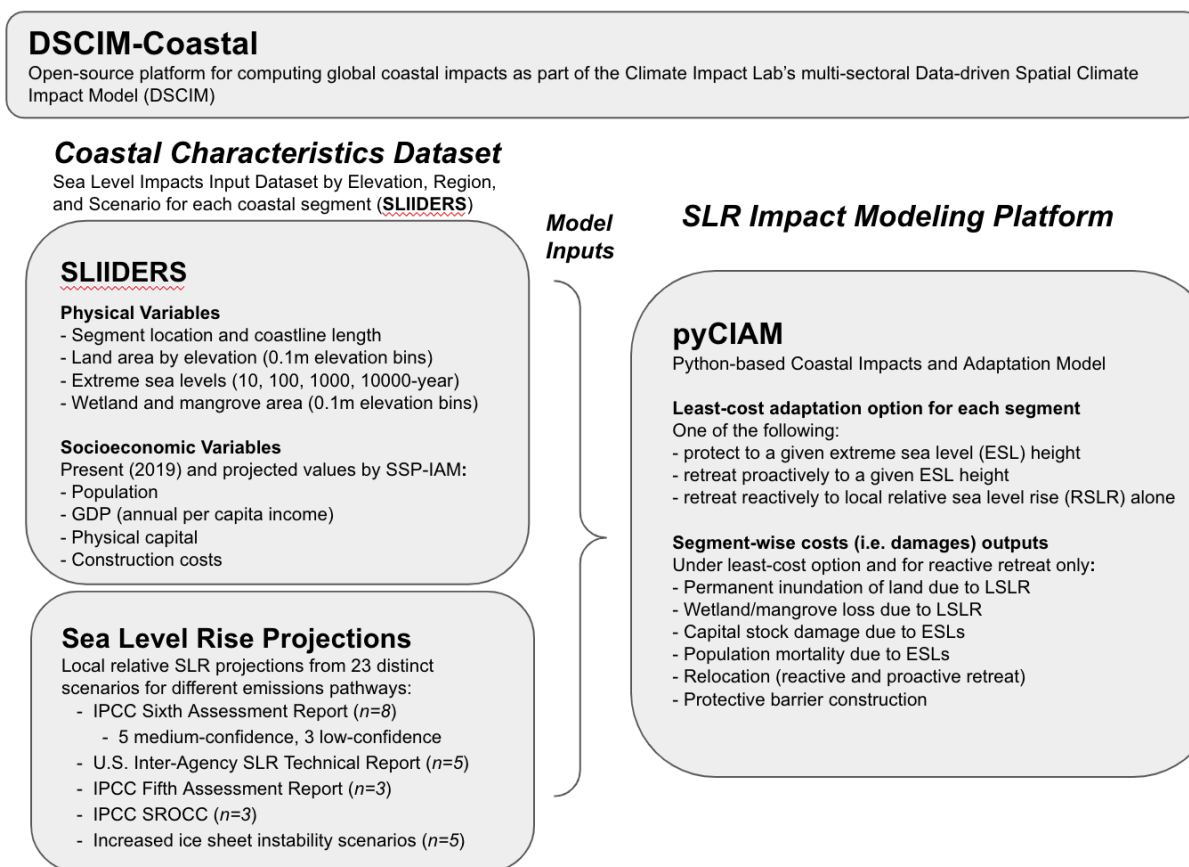 DSCIM-Coastal
Open-source platform for computing global coastal impacts as part of the Climate Impact Lab's multi-sectoral Data-driven Spatial Climate
Impact Model (DSCIM)
Coastal Characteristics Dataset
Sea Level Impacts Input Dataset by Elevation, Region,
and Scenario for each coastal segment (SLIIDERS)
SLIIDERS
Physical Variables
- Segment location and coastline length
- Land area by elevation (0.1m elevation bins)
- Extreme sea levels (10, 100, 1000, 10000-year)
- Wetland and mangrove area (0.1m elevation bins)
Socioeconomic Variables
Present (2019) and projected values by SSP-IAM:
- Population
- GDP (annual per capita income)
- Physical capital
- Construction costs
Sea Level Rise Projections
Local relative SLR projections from 23 distinct
scenarios for different emissions pathways:
- IPCC Sixth Assessment Report (n=8)
- 5 medium-confidence, 3 low-confidence
- U.S. Inter-Agency SLR Technical Report (n=5)
- IPCC Fifth Assessment Report (n=3)
- IPCC SROCC (n=3)
- Increased ice sheet instability scenarios (n=5)
Model
Inputs
SLR Impact Modeling Platform
pyCIAM
Python-based Coastal Impacts and Adaptation Model
Least-cost adaptation option for each segment
One of the following:
- protect to a given extreme sea level (ESL) height
- retreat proactively to a given ESL height
- retreat reactively to local relative sea level rise (RSLR) alone
Segment-wise costs (i.e. damages) outputs
Under least-cost option and for reactive retreat only:
- Permanent inundation of land due to LSLR
- Wetland/mangrove loss due to LSLR
- Capital stock damage due to ESLs
- Population mortality due to ESLs
- Relocation (reactive and proactive retreat)
- Protective barrier construction